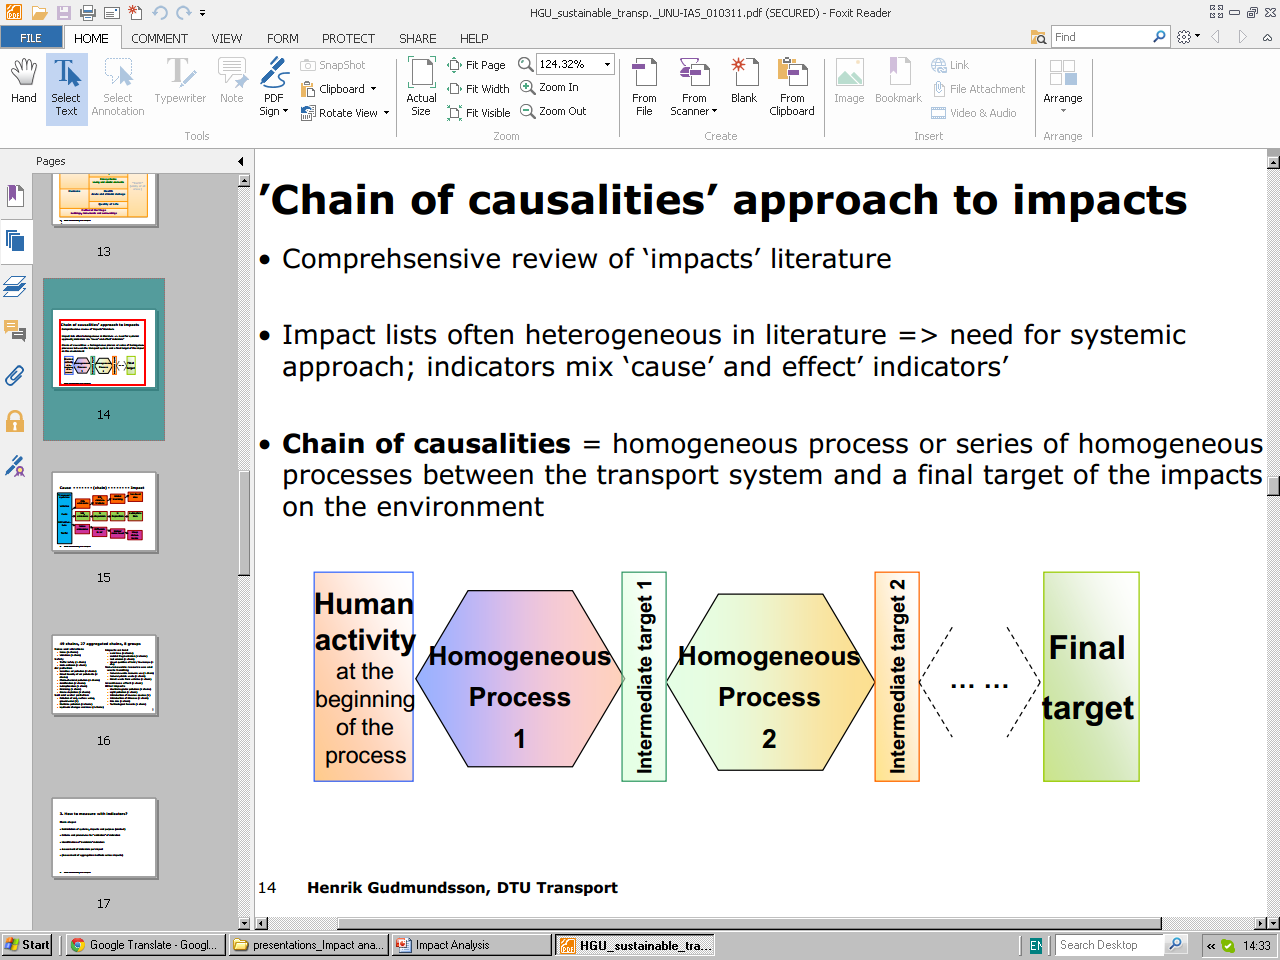 HGU_sustainable_transp._UNU-IAS_010311.pdf (SECURED) - Foxit Reader
FILE HOME COMMENT VIEW FORM PROTECT SHARE HELP
Find
Hand
Select Text
Select Annotation
Typewriter
Note
PDF Sign
SnapShot
Clipboard
Rotate View
Tools
Actual Size
Fit Page
Fit Width
Fit Visible
124.32%
Zoom In
Zoom Out
Zoom
From File
From Scanner
Blank
From Clipboard
Create
Image
Bookmark
Link
File Attachment
Video & Audio
Insert
Arrange
Arrange
Pages
13
14
15
16
17
’Chain of causalities’ approach to impacts
• Comprehsensive review of ‘impacts’ literature
• Impact lists often heterogeneous in literature => need for systemic
approach; indicators mix ‘cause’ and effect’ indicators’
• Chain of causalities = homogeneous process or series of homogeneous
processes between the transport system and a final target of the impacts
on the environment
Human
activity
at the
beginning
of the
process
Homogeneous
Process
1
Intermediate target 1
Homogeneous
Process
2
Intermediate target 2
... ...
Final
target
14 Henrik Gudmundsson, DTU Transport
Start
Google Translate - Googl...
presentations_Impact ana...
Impact Analysis
HGU_sustainable_tra...
EN
Search Desktop
«
14:33